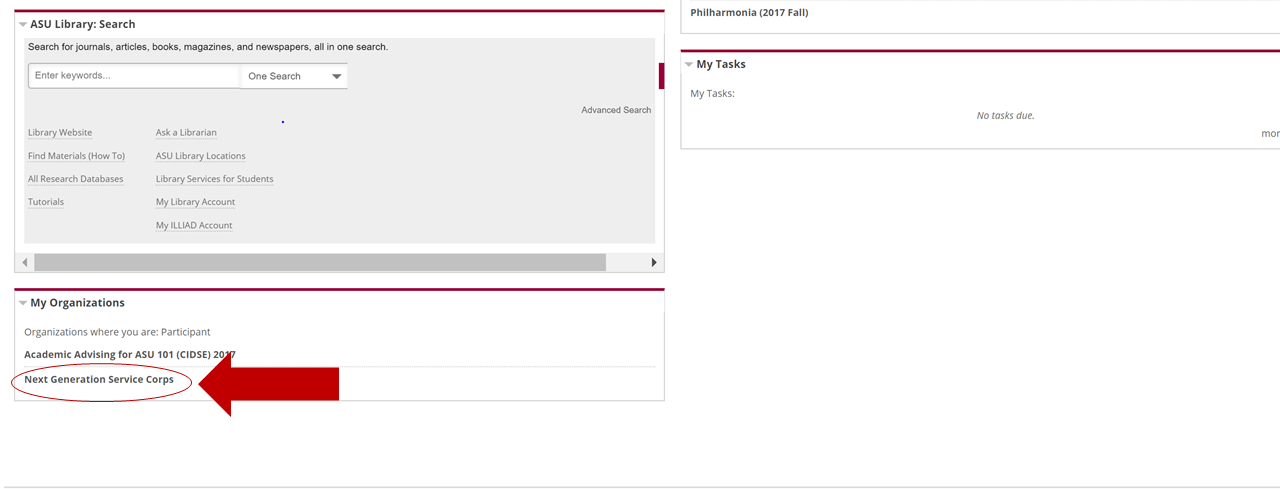 ASU Library: Search
Search for journals, articles, books, magazines, and newspapers, all in one search.
Enter keywords...
One Search
Advanced Search
Library Website
Ask a Librarian
Find Materials (How To)
ASU Library Locations
All Research Databases
Library Services for Students
Tutorials
My Library Account
My ILLIAD Account
My Organizations
Organizations where you are: Participant
Academic Advising for ASU 101 (CIDSE) 2017
Next Generation Service Corps
Philharmonia (2017 Fall)
My Tasks
My Tasks:
No tasks due.
mor